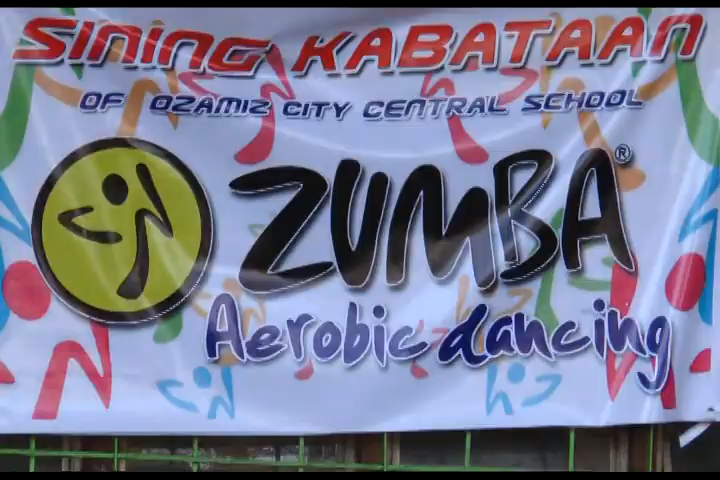 SINING KABATAAN
OF OZAMIZ CITY CENTRAL SCHOOL
ZUMBA®
Aerobic dancing